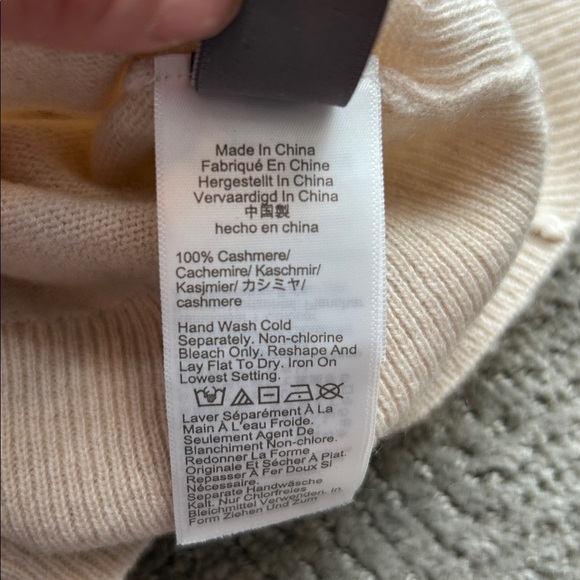 Made In China
Fabriqué En Chine
Hergestellt In China
Vervaardigd In China
中国製
hecho en china
100% Cashmere/
Cachemire/ Kaschmir/
Kasjmier/ カシミヤ/
cashmere
Hand Wash Cold
Separately. Non-chlorine
Bleach Only. Reshape And
Lay Flat To Dry. Iron On
Lowest Setting.
Laver Séparément À La
Main À L'eau Froide.
Seulement Agent De
Blanchiment Non-chlore.
Redonner La Forme
Originale Et Sécher À Plat.
Repasser À Fer Doux Si
Nécessaire.
Separate Handwäsche
Kalt. Nur Chlorfreies
Bleichmittel Verwenden. In
Form Ziehen Und Zum